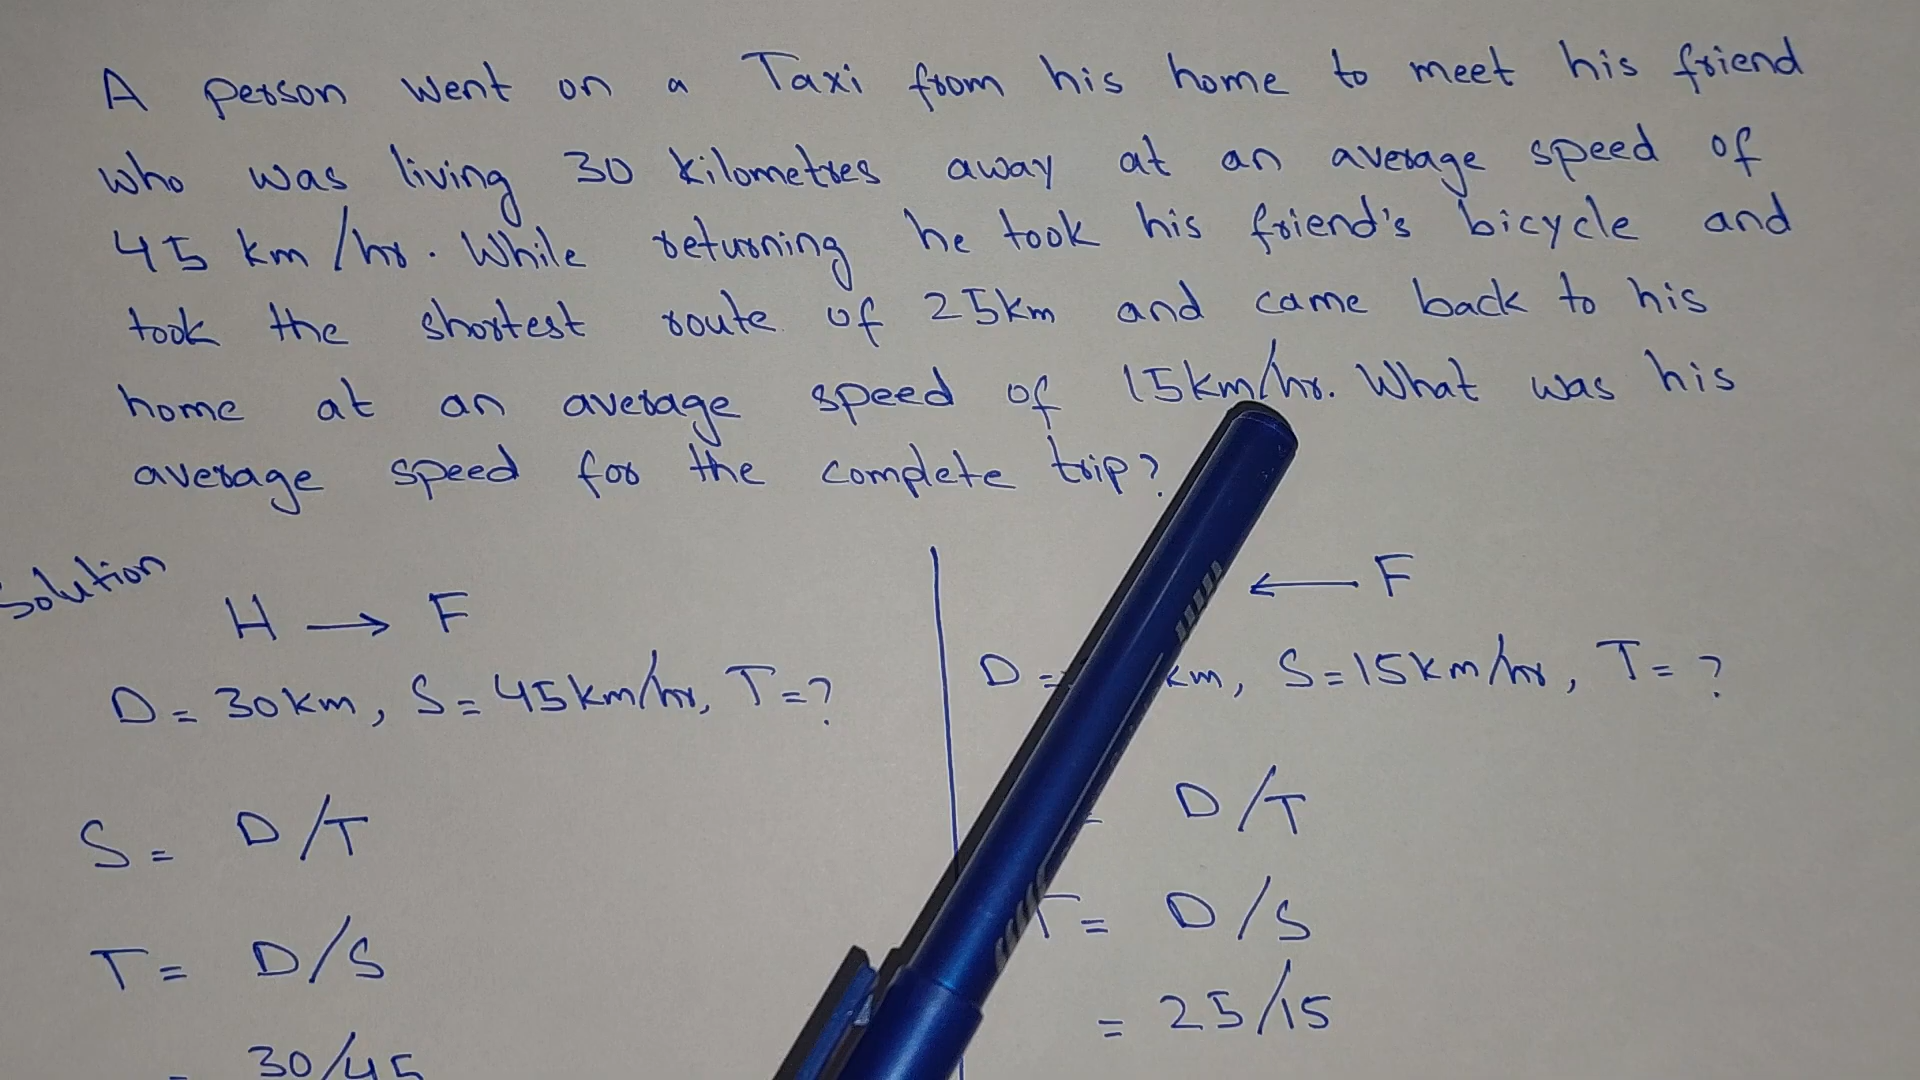 A person went on a Taxi from his home to meet his friend
who was living 30 kilometres away at an average speed of
45 km/hr. While returning he took his friend's bicycle and
took the shortest route of 25km and came back to his
home at an average speed of 15km/hr. What was his
average speed for the complete trip?
Solution
H → F
D = 30km, S = 45km/hr, T = ?
S = D/T
T = D/S
= 30/45
← F
D = km, S = 15km/hr, T = ?
= D/T
T = D/S
= 25/15